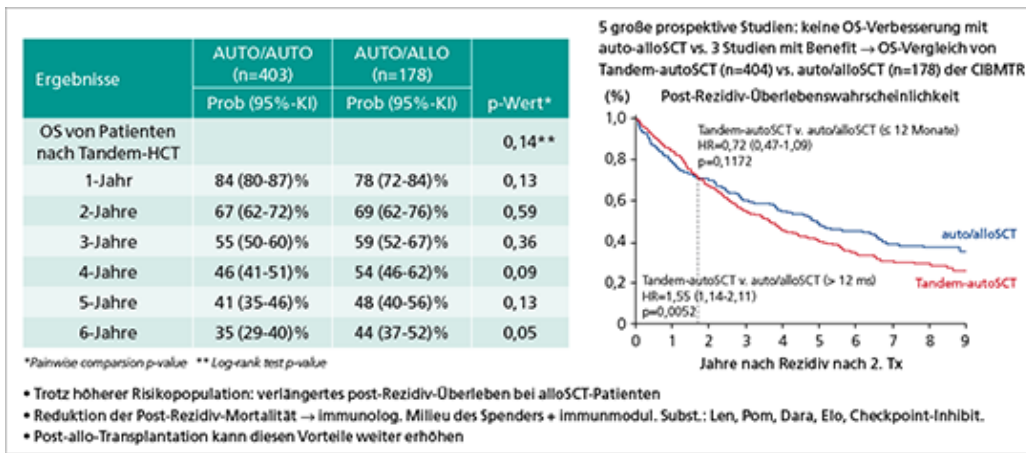 Ergebnisse
AUTO/AUTO
(n=403)
AUTO/ALLO
(n=178)
Prob (95%-KI)
Prob (95%-KI)
p-Wert*
OS von Patienten
nach Tandem-HCT
0,14**
1-Jahr 84 (80-87)% 78 (72-84)% 0,13
2-Jahre 67 (62-72)% 69 (62-76)% 0,59
3-Jahre 55 (50-60)% 59 (52-67)% 0,36
4-Jahre 46 (41-51)% 54 (46-62)% 0,09
5-Jahre 41 (35-46)% 48 (40-56)% 0,13
6-Jahre 35 (29-40)% 44 (37-52)% 0,05
*Painwise comparsion p-value ** Log-rank test p-value
5 große prospektive Studien: keine OS-Verbesserung mit
auto-alloSCT vs. 3 Studien mit Benefit → OS-Vergleich von
Tandem-autoSCT (n=404) vs. auto/alloSCT (n=178) der CIBMTR
(%) Post-Rezidiv-Überlebenswahrscheinlichkeit
1,0
0,8
0,6
0,4
0,2
0
Tandem-autoSCT v. auto/alloSCT (≤ 12 Monate)
HR=0,72 (0,47-1,09)
p=0,1172
auto/alloSCT
Tandem-autoSCT
Tandem-autoSCT v. auto/alloSCT (> 12 ms)
HR=1,55 (1,14-2,11)
p=0,0052
0 1 2 3 4 5 6 7 8 9
Jahre nach Rezidiv nach 2. Tx
• Trotz höherer Risikopopulation: verlängertes post-Rezidiv-Überleben bei alloSCT-Patienten
• Reduktion der Post-Rezidiv-Mortalität → immunolog. Milieu des Spenders + immunmodul. Subst.: Len, Pom, Dara, Elo, Checkpoint-Inhibit.
• Post-allo-Transplantation kann diesen Vorteile weiter erhöhen